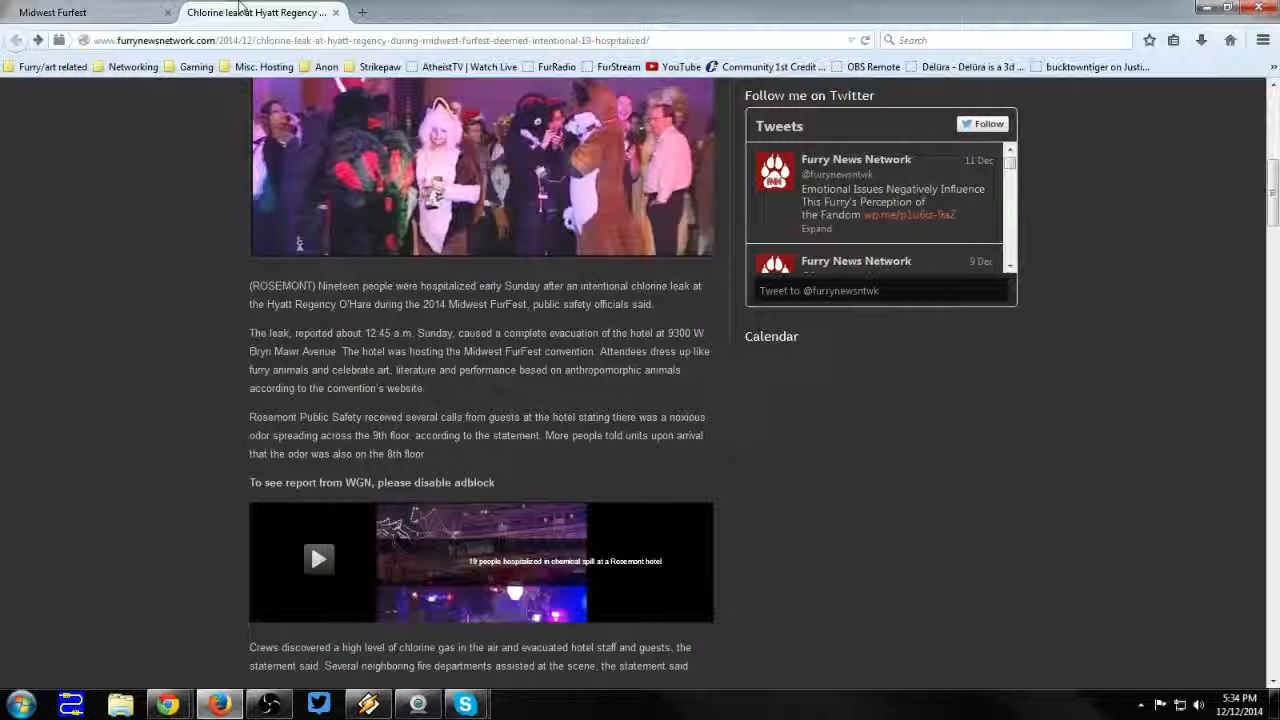 Midwest Furfest
Chlorine leak at Hyatt Regency ...
www.furrynewsnetwork.com/2014/12/chlorine-leak-at-hyatt-regency-during-midwest-furfest-deemed-intentional-19-hospitalized/
Search
Furry/art related Networking Gaming Misc. Hosting Anon Strikepaw AtheistTV | Watch Live FurRadio FurStream YouTube Community 1st Credit ... OBS Remote Delüra - Delüra is a 3d ... bucktowntiger on Justi...
Follow me on Twitter
Tweets
Follow
Furry News Network 11 Dec
@furrynewsntwk
Emotional Issues Negatively Influence
This Furry's Perception of
the Fandom
Expand
Furry News Network 9 Dec
Tweet to @furrynewsntwk
Calendar
(ROSEMONT) Nineteen people were hospitalized early Sunday after an intentional chlorine leak at
the Hyatt Regency O'Hare during the 2014 Midwest FurFest, public safety officials said.
The leak, reported about 12:45 a.m. Sunday, caused a complete evacuation of the hotel at 9300 W.
Bryn Mawr Avenue. The hotel was hosting the Midwest FurFest convention. Attendees dress up like
furry animals and celebrate art, literature and performance based on anthropomorphic animals
according to the convention's website.
Rosemont Public Safety received several calls from guests at the hotel stating there was a noxious
odor spreading across the 9th floor, according to the statement. More people told units upon arrival
that the odor was also on the 8th floor.
To see report from WGN, please disable adblock
19 people hospitalized in chemical spill at a Rosemont hotel
Crews discovered a high level of chlorine gas in the air and evacuated hotel staff and guests, the
statement said. Several neighboring fire departments assisted at the scene, the statement said
5:34 PM
12/12/2014